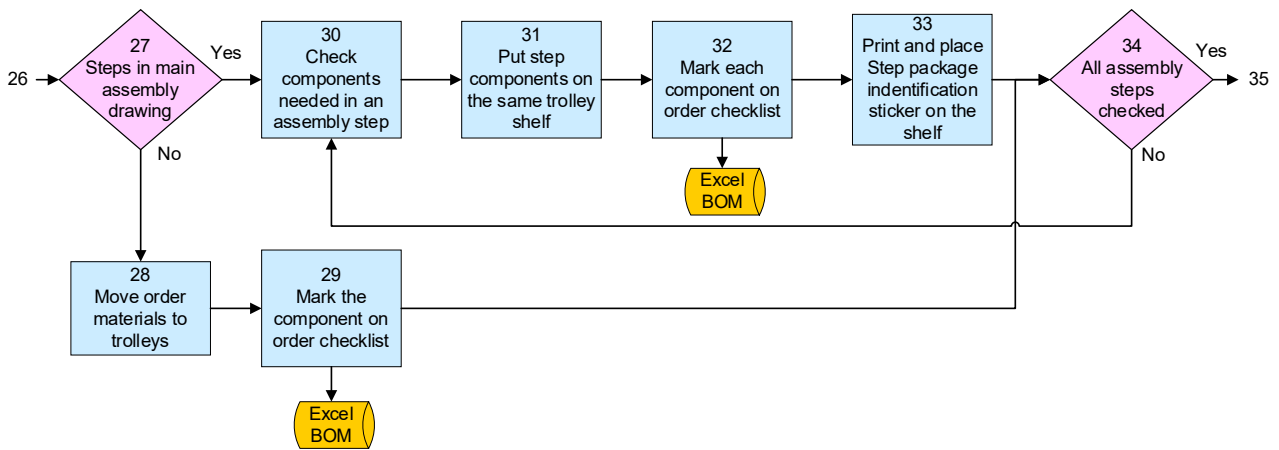 26
27
Steps in main
assembly
drawing
Yes
No
30
Check
components
needed in an
assembly step
31
Put step
components on
the same trolley
shelf
32
Mark each
component on
order checklist
Excel
BOM
33
Print and place
Step package
indentification
sticker on the
shelf
34
All assembly
steps
checked
Yes
35
No
28
Move order
materials to
trolleys
29
Mark the
component on
order checklist
Excel
BOM